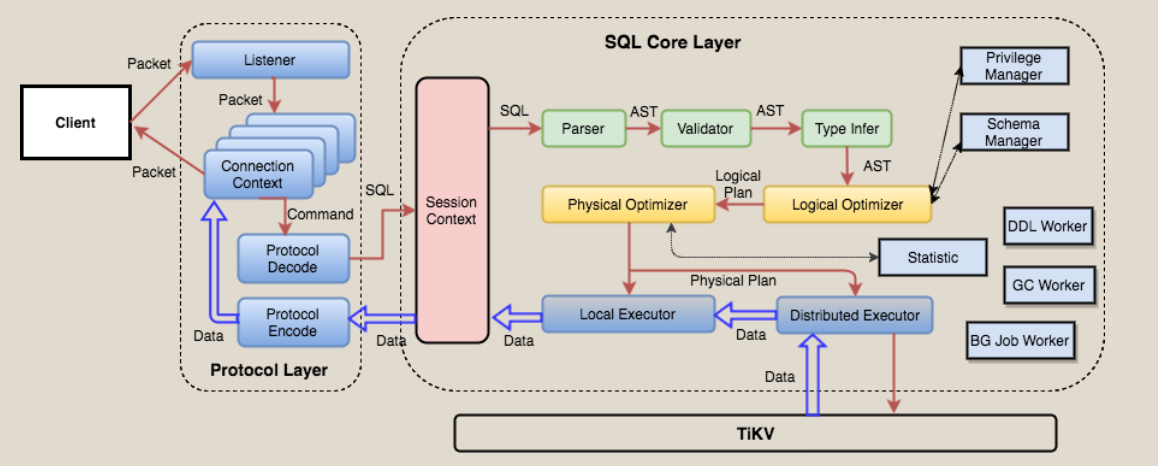 SQL Core Layer
Listener
Packet
Client
Packet
Packet
Connection
Context
Command
Protocol
Decode
SQL
Protocol
Encode
Data
Protocol Layer
Data
Session
Context
SQL
Parser
AST
Validator
AST
Type Infer
AST
Privilege
Manager
Schema
Manager
Logical Optimizer
Logical
Plan
Physical Optimizer
Statistic
DDL Worker
GC Worker
BG Job Worker
Physical Plan
Local Executor
Distributed Executor
Data
Data
Data
TiKV